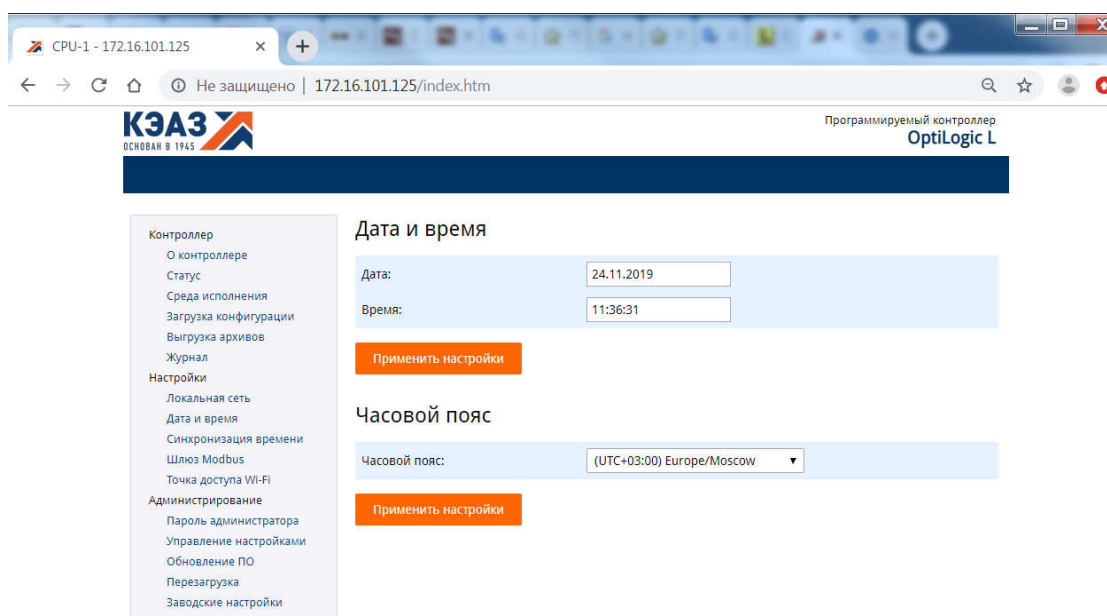 CPU-1 - 172.16.101.125
Не защищено | 172.16.101.125/index.htm
КЭАЗ
ОСНОВАН В 1945
Программируемый контроллер
OptiLogic L
Контроллер
О контроллере
Статус
Среда исполнения
Загрузка конфигурации
Выгрузка архивов
Журнал
Настройки
Локальная сеть
Дата и время
Синхронизация времени
Шлюз Modbus
Точка доступа Wi-Fi
Администрирование
Пароль администратора
Управление настройками
Обновление ПО
Перезагрузка
Заводские настройки
Дата и время
Дата: 24.11.2019
Время: 11:36:31
Применить настройки
Часовой пояс
Часовой пояс: (UTC+03:00) Europe/Moscow
Применить настройки